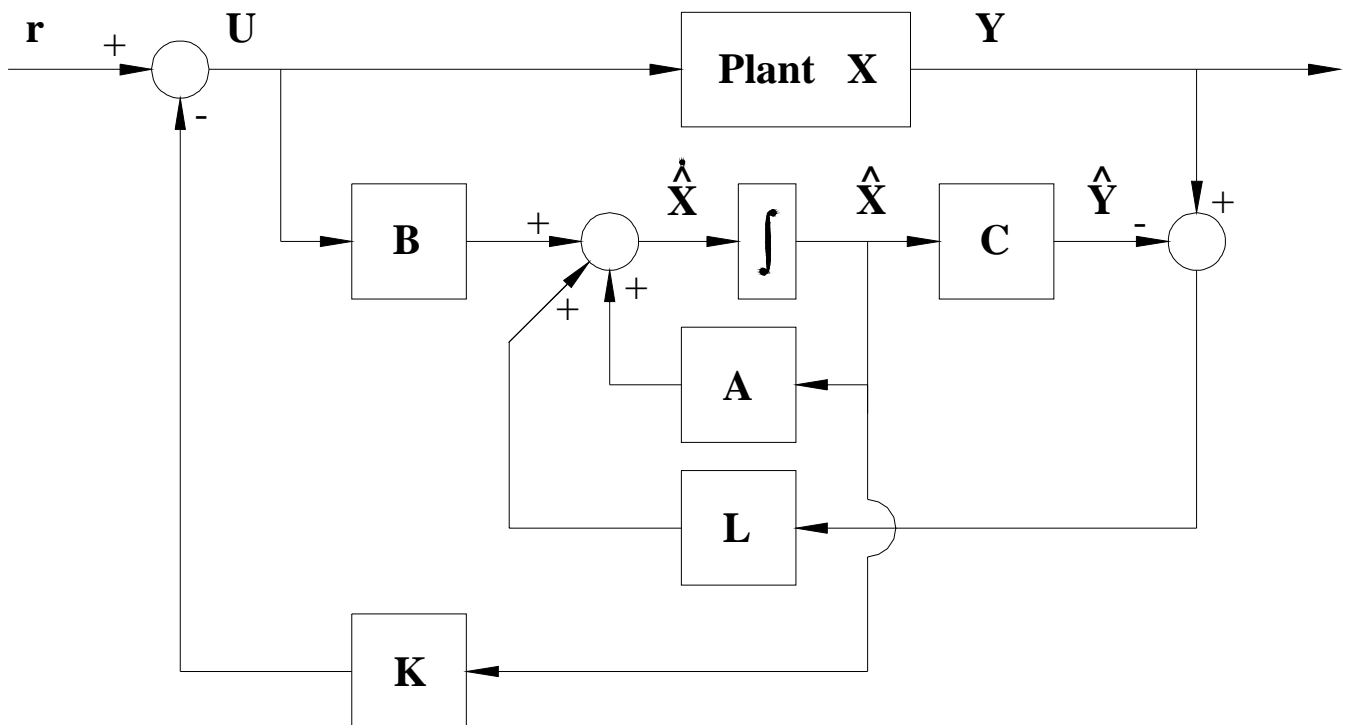 r
+
U
Plant X
Y
-
B
+
+
+
Ẋ̂
∫
X̂
C
Ŷ
-
+
A
L
K